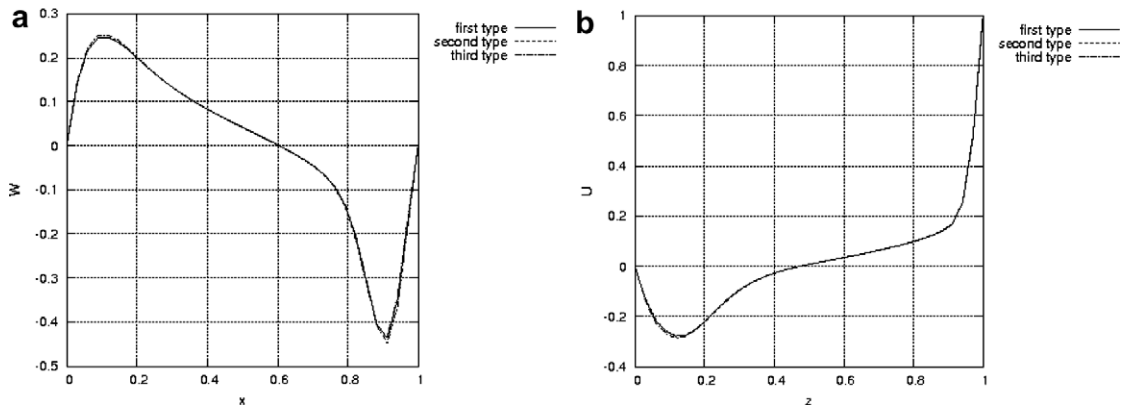 a
first type
second type
third type
0.3
0.2
0.1
0
-0.1
-0.2
-0.3
-0.4
-0.5
W
0 0.2 0.4 0.6 0.8 1
x
b
first type
second type
third type
1
0.8
0.6
0.4
0.2
0
-0.2
-0.4
U
0 0.2 0.4 0.6 0.8 1
z